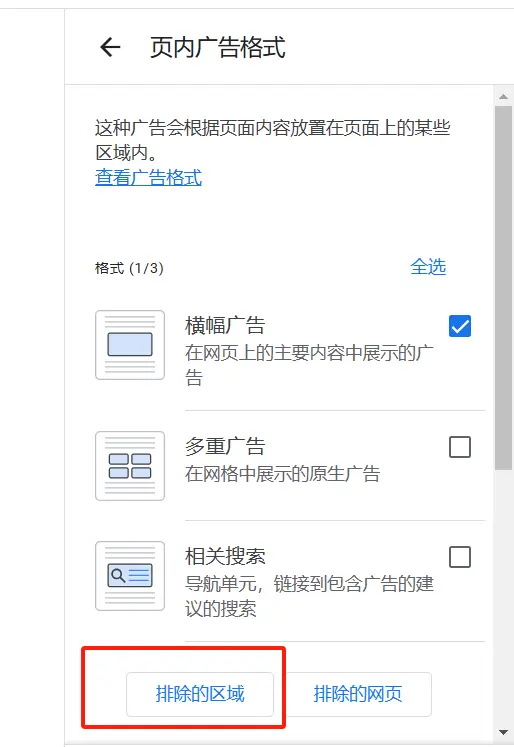 页内广告格式
这种广告会根据页面内容放置在页面上的某些
区域内。
查看广告格式
格式 (1/3)
全选
横幅广告
在网页上的主要内容中展示的广
告
多重广告
在网格中展示的原生广告
相关搜索
导航单元，链接到包含广告的建
议的搜索
排除的区域
排除的网页